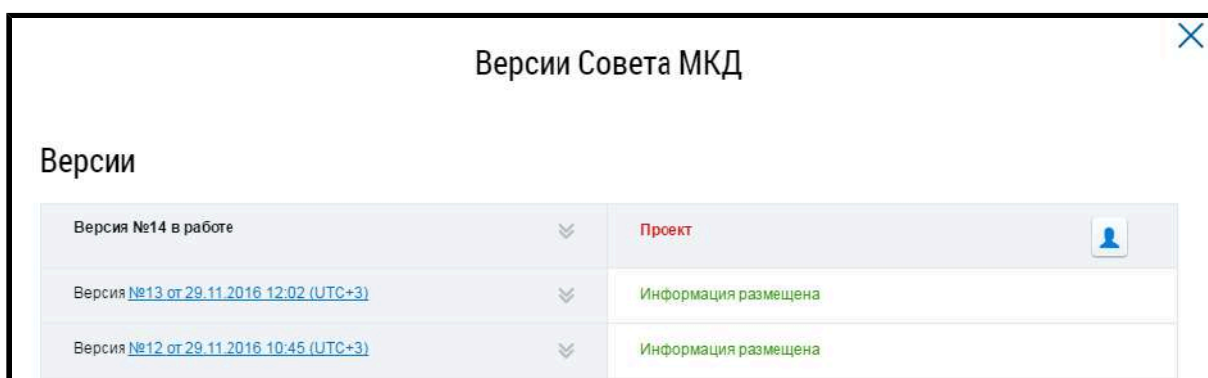 Версии Совета МКД
Версии
Версия №14 в работе Проект
Версия №13 от 29.11.2016 12:02 (UTC+3) Информация размещена
Версия №12 от 29.11.2016 10:45 (UTC+3) Информация размещена